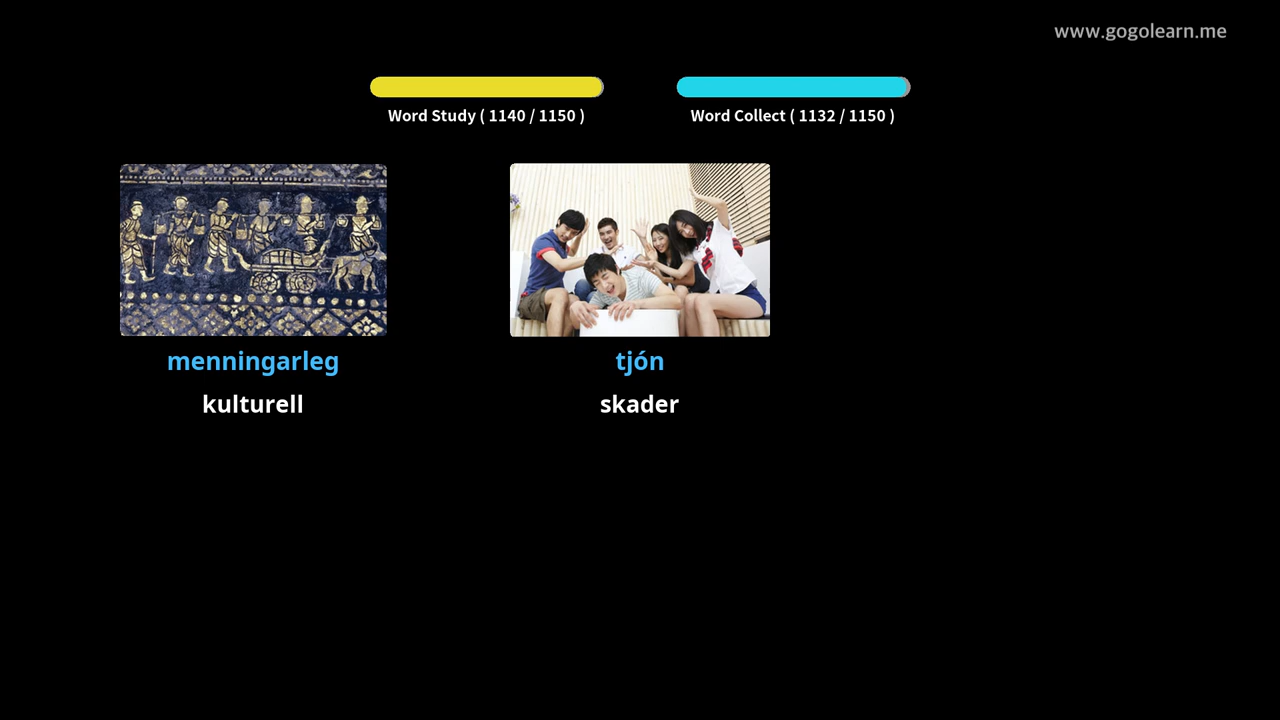 www.gogolearn.me
Word Study ( 1140 / 1150 )
Word Collect ( 1132 / 1150 )
menningarleg
kulturell
tjón
skader